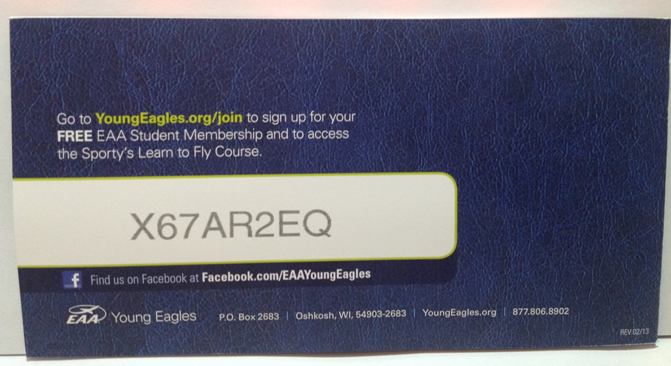 Go to YoungEagles.org/join to sign up for your
FREE EAA Student Membership and to access
the Sporty's Learn to Fly Course.
X67AR2EQ
f Find us on Facebook at Facebook.com/EAAYoungEagles
EAA Young Eagles P.O. Box 2683 | Oshkosh, WI, 54903-2683 | YoungEagles.org | 877.806.8902
REV 02/13